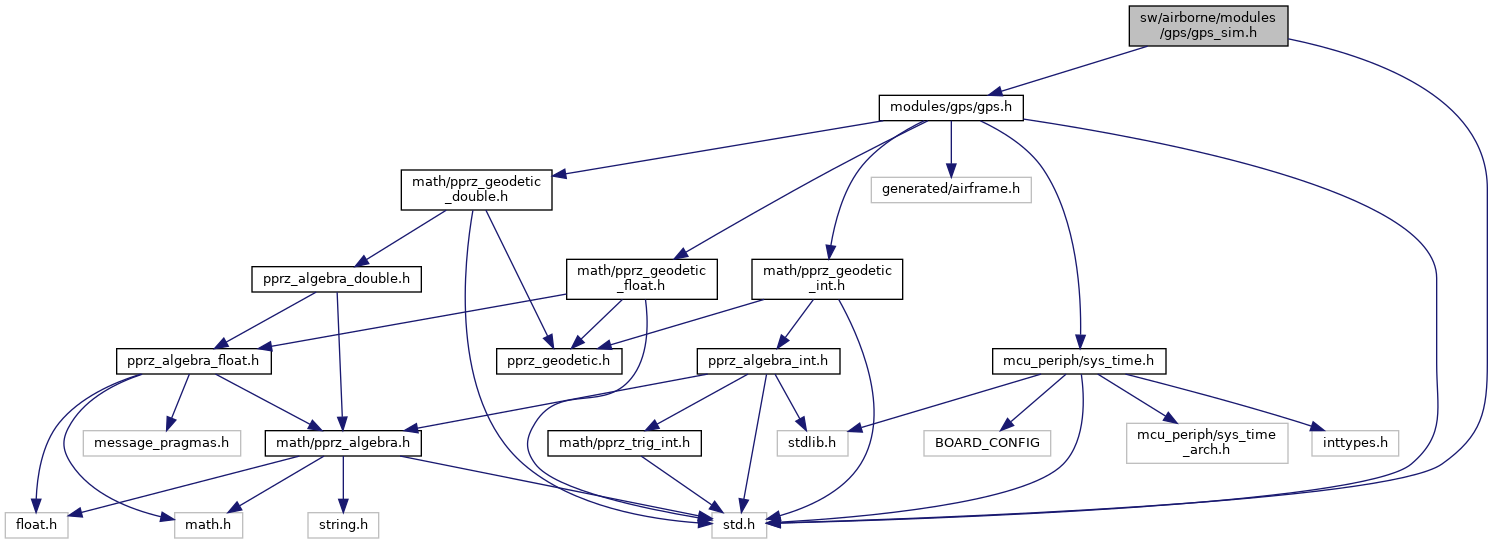 sw/airborne/modules
/gps/gps_sim.h
modules/gps/gps.h
math/pprz_geodetic
_double.h
generated/airframe.h
pprz_algebra_double.h
math/pprz_geodetic
_float.h
math/pprz_geodetic
_int.h
pprz_algebra_float.h
pprz_geodetic.h
pprz_algebra_int.h
mcu_periph/sys_time.h
message_pragmas.h
math/pprz_algebra.h
math/pprz_trig_int.h
stdlib.h
BOARD_CONFIG
mcu_periph/sys_time
_arch.h
inttypes.h
float.h
math.h
string.h
std.h